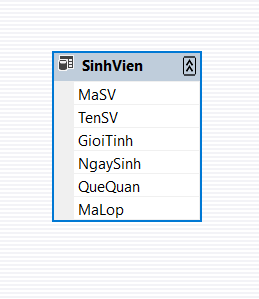 SinhVien
MaSV
TenSV
GioiTinh
NgaySinh
QueQuan
MaLop